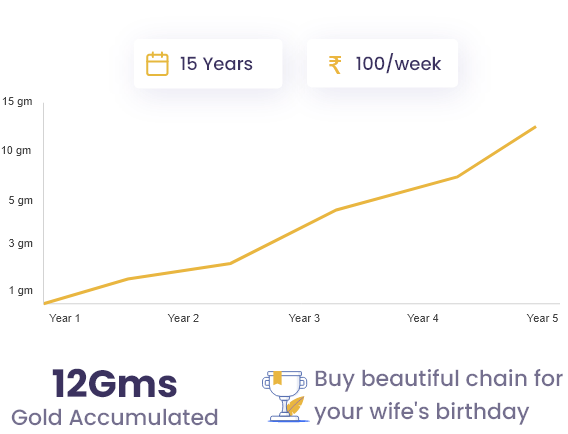 15 Years
₹ 100/week
15 gm
10 gm
5 gm
3 gm
1 gm
Year 1 Year 2 Year 3 Year 4 Year 5
12Gms
Gold Accumulated
Buy beautiful chain for
your wife's birthday